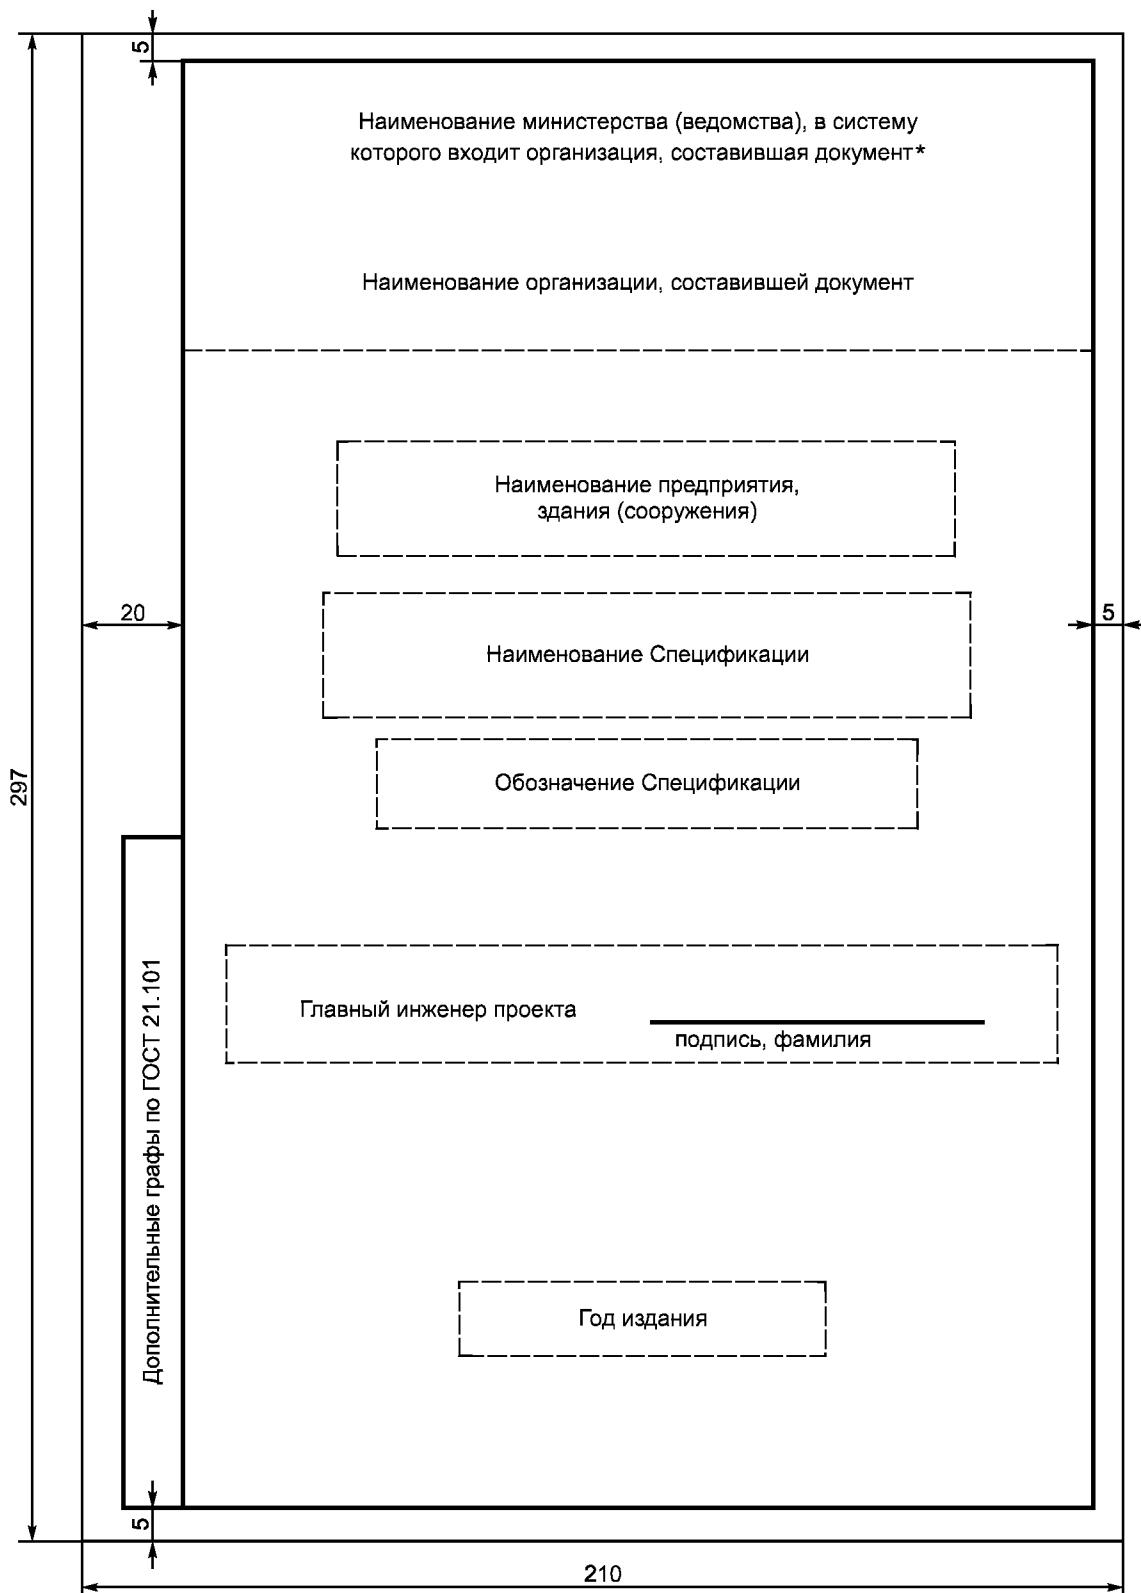 5
Наименование министерства (ведомства), в систему
которого входит организация, составившая документ*
Наименование организации, составившей документ
Наименование предприятия,
здания (сооружения)
20
5
Наименование Спецификации
297
Обозначение Спецификации
Дополнительные графы по ГОСТ 21.101
Главный инженер проекта
подпись, фамилия
Год издания
5
210